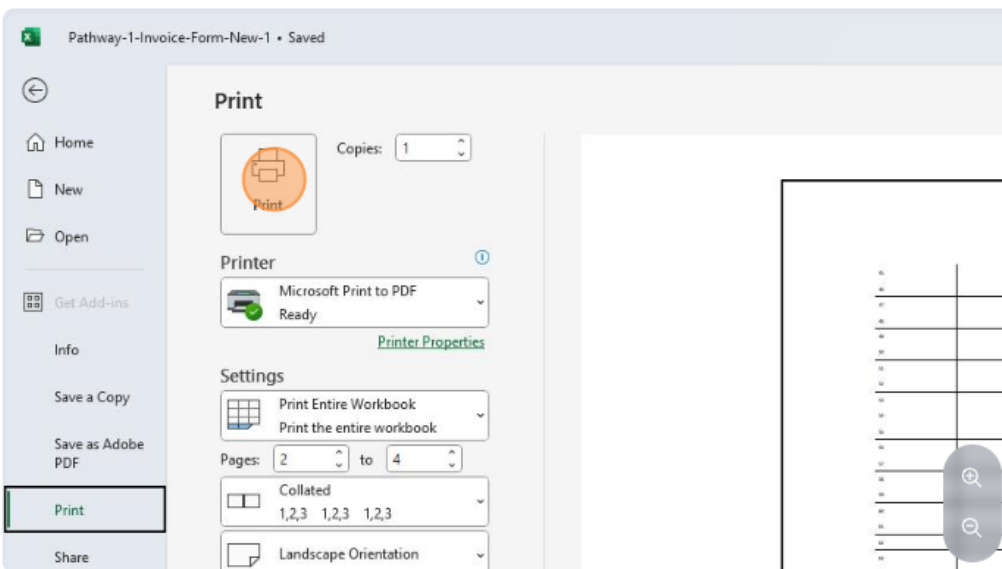 Pathway-1-Invoice-Form-New-1 • Saved
Print
Home
New
Open
Get Add-ins
Info
Save a Copy
Save as Adobe
PDF
Print
Share
Print
Copies: 1
Printer
Microsoft Print to PDF
Ready
Printer Properties
Settings
Print Entire Workbook
Print the entire workbook
Pages: 2 to 4
Collated
1,2,3 1,2,3 1,2,3
Landscape Orientation